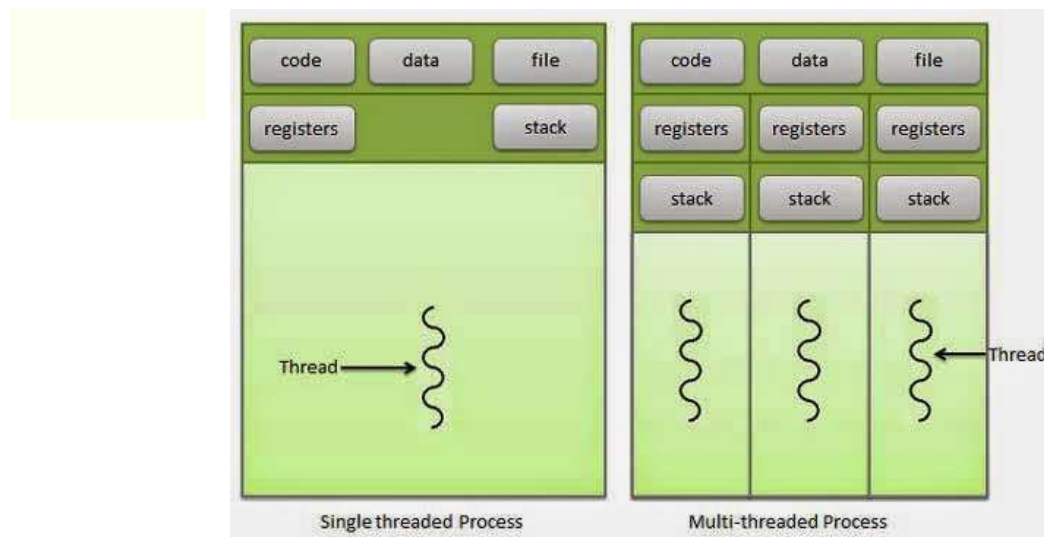 code data file
registers stack
Thread
Single threaded Process
code data file
registers registers registers
stack stack stack
Thread
Multi-threaded Process